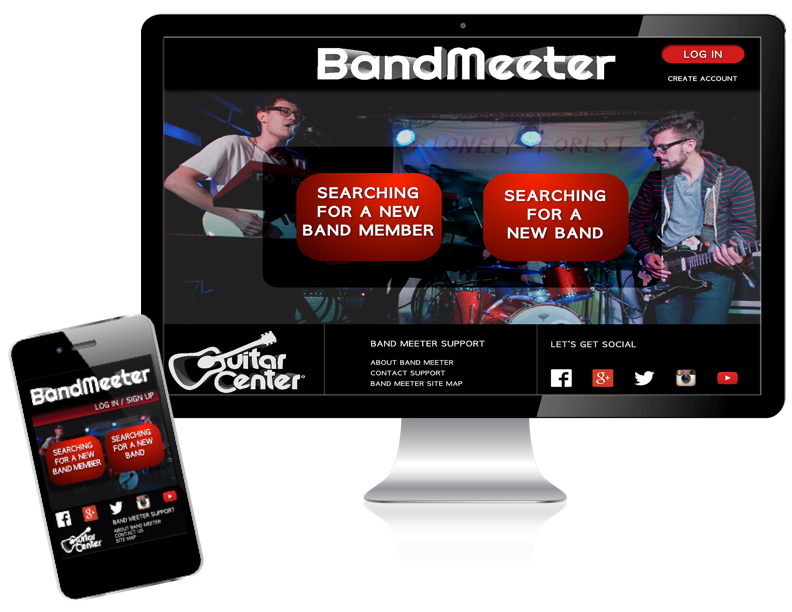 BandMeeter
LOG IN
CREATE ACCOUNT
LONELY FOREST
SEARCHING
FOR A NEW
BAND MEMBER
SEARCHING
FOR A
NEW BAND
Guitar
Center
BAND MEETER SUPPORT
ABOUT BAND MEETER
CONTACT SUPPORT
BAND METER SITE MAP
LET'S GET SOCIAL
f
g+
BandMeeter
LOG IN / SIGN UP
SEARCHING
FOR A NEW
BAND MEMBER
SEARCHING
FOR A NEW
BAND
f
g+
BAND MEETER SUPPORT
ABOUT BAND MEETER
CONTACT US
SITE MAP
Guitar
Center